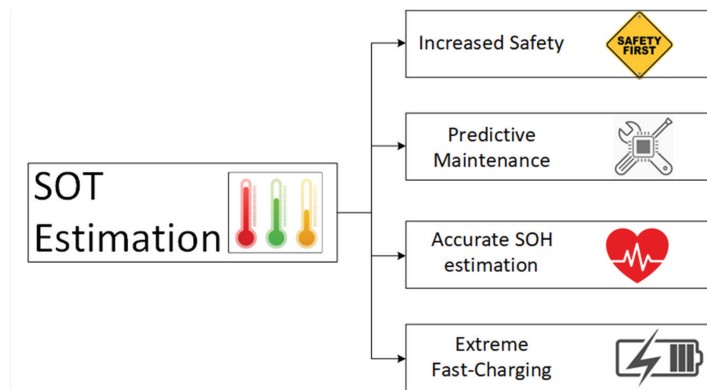 SOT
Estimation
Increased Safety
SAFETY
FIRST
Predictive
Maintenance
Accurate SOH
estimation
Extreme
Fast-Charging